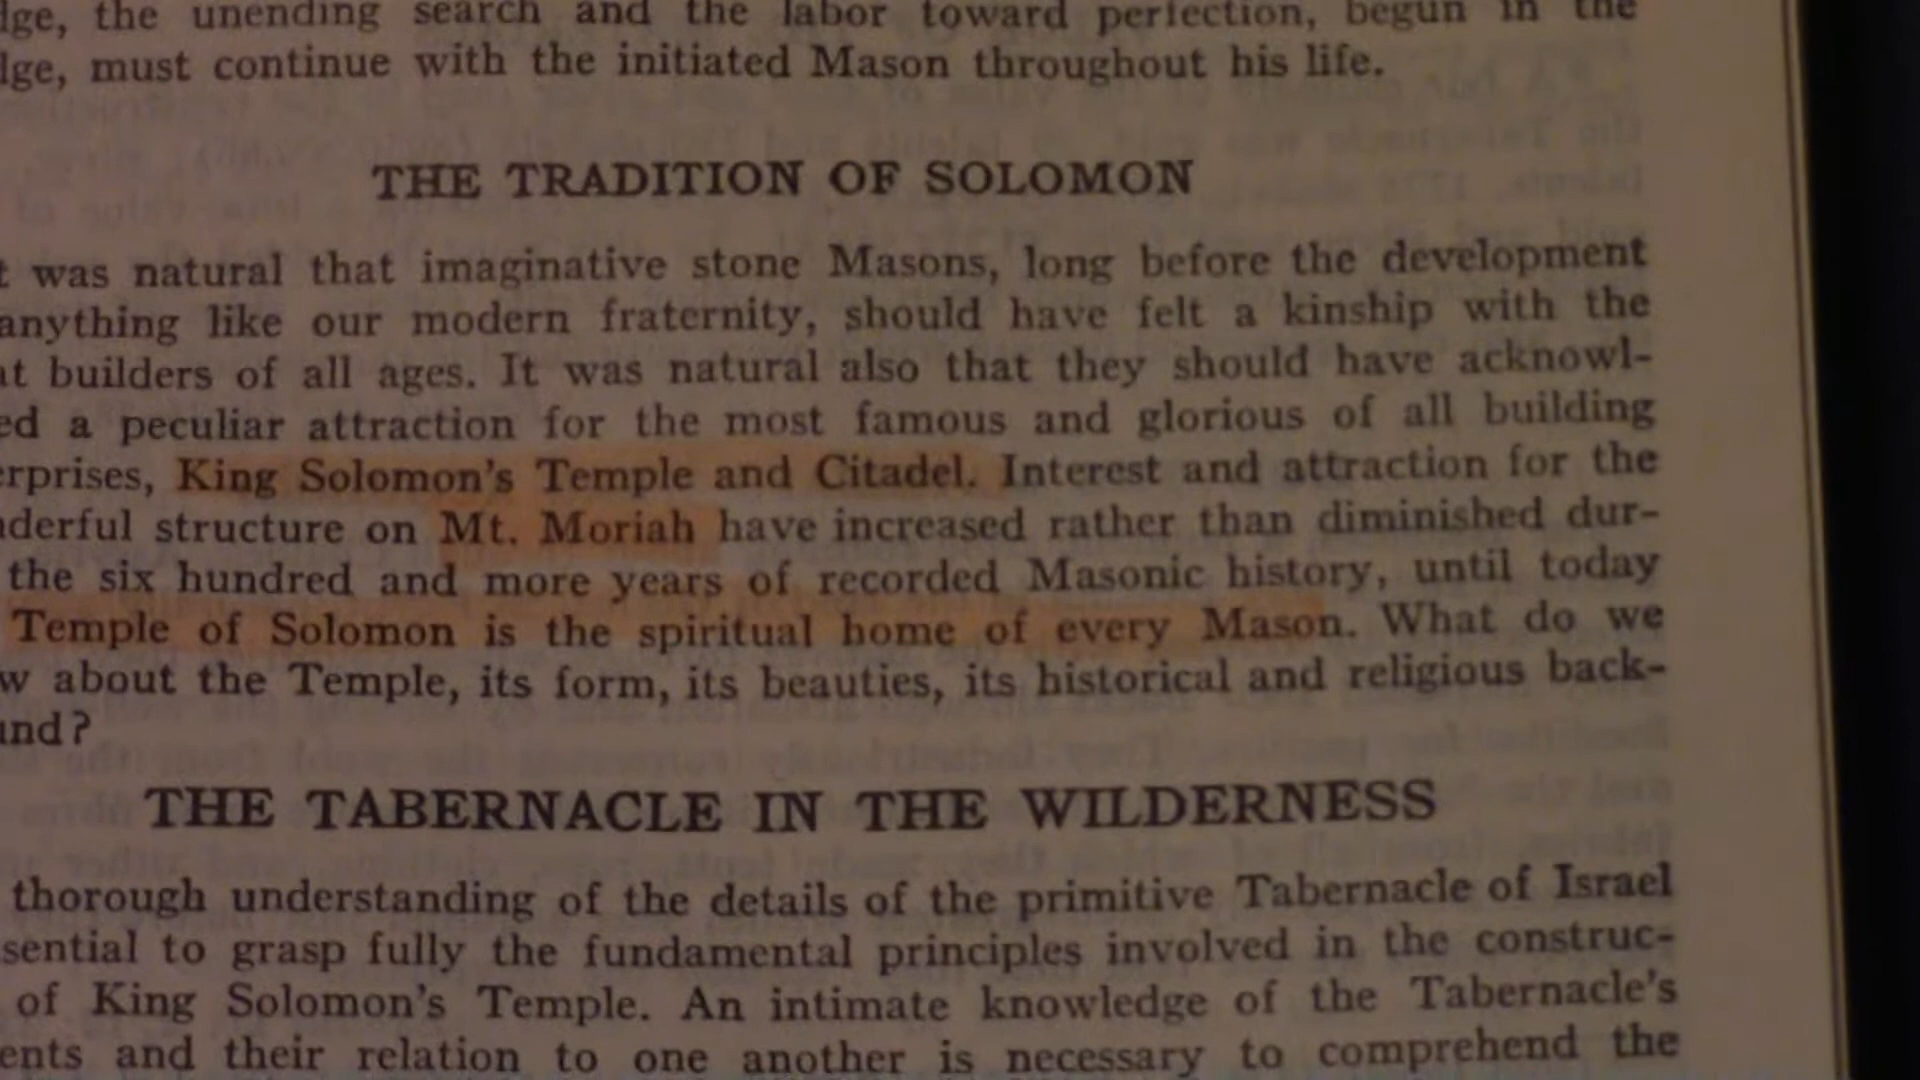 lge, the unending search and the labor toward perfection, begun in the
lge, must continue with the initiated Mason throughout his life.
THE TRADITION OF SOLOMON
t was natural that imaginative stone Masons, long before the development
anything like our modern fraternity, should have felt a kinship with the
at builders of all ages. It was natural also that they should have acknowl-
ed a peculiar attraction for the most famous and glorious of all building
erprises, King Solomon's Temple and Citadel. Interest and attraction for the
nderful structure on Mt. Moriah have increased rather than diminished dur-
the six hundred and more years of recorded Masonic history, until today
Temple of Solomon is the spiritual home of every Mason. What do we
w about the Temple, its form, its beauties, its historical and religious back-
und?
THE TABERNACLE IN THE WILDERNESS
thorough understanding of the details of the primitive Tabernacle of Israel
sential to grasp fully the fundamental principles involved in the construc-
of King Solomon's Temple. An intimate knowledge of the Tabernacle's
ents and their relation to one another is necessary to comprehend the